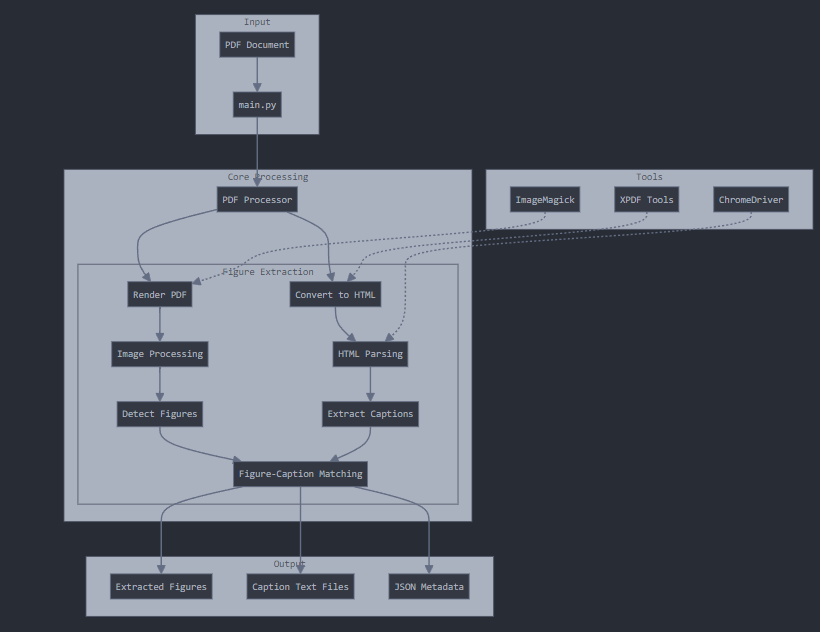 Input
PDF Document
main.py
Core Processing
PDF Processor
Tools
ImageMagick
XPDF Tools
ChromeDriver
Figure Extraction
Render PDF
Convert to HTML
Image Processing
HTML Parsing
Detect Figures
Extract Captions
Figure-Caption Matching
Output
Extracted Figures
Caption Text Files
JSON Metadata